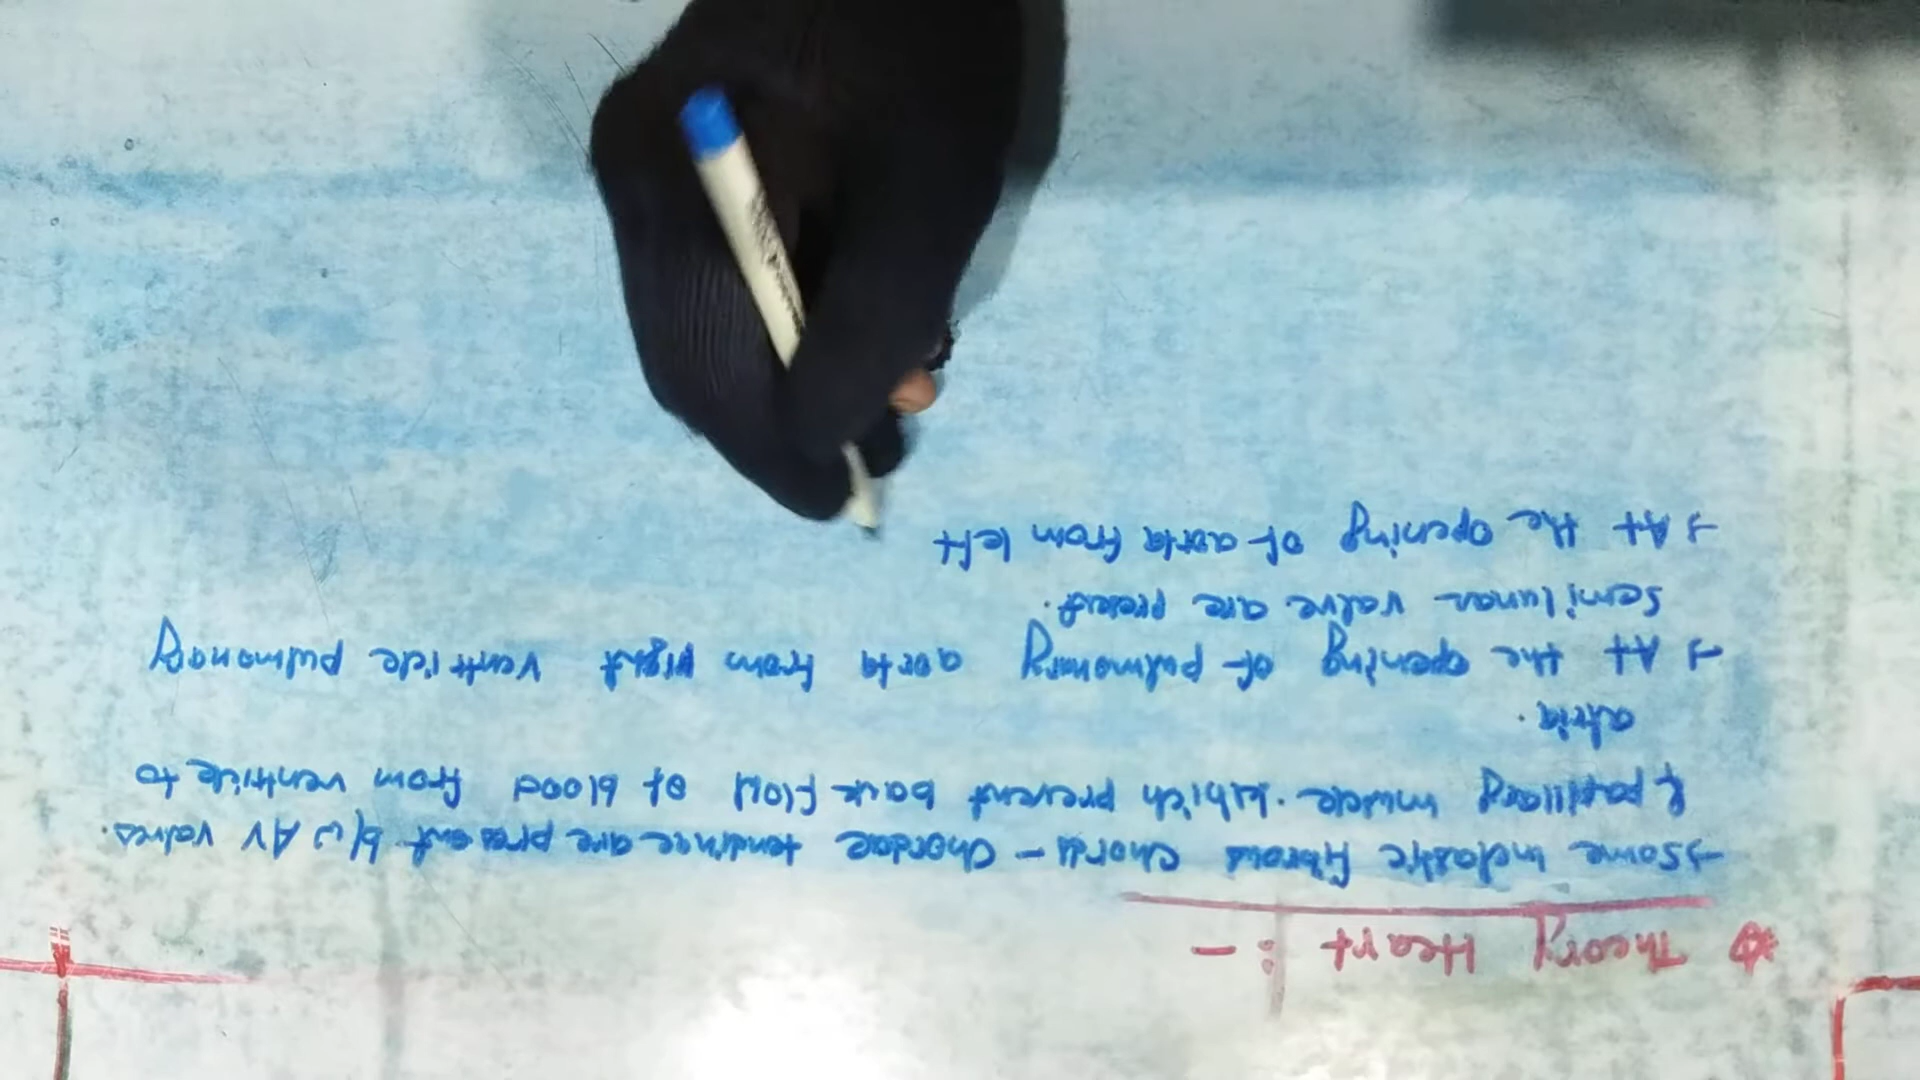 Theory Heart :-
→ Some inelastic fibrous chords - Chordae tendinae are present b/w AV valves.
& papillary muscle. which prevent back flow of blood from ventricle to
atria.
→ At the opening of pulmonary aorta from right ventricle pulmonary
semilunar valve are present.
→ At the opening of aorta from left